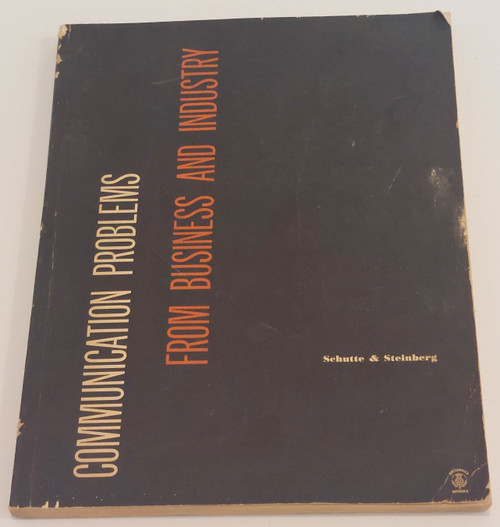 COMMUNICATION PROBLEMS
FROM BUSINESS AND INDUSTRY
Schutte & Steinberg